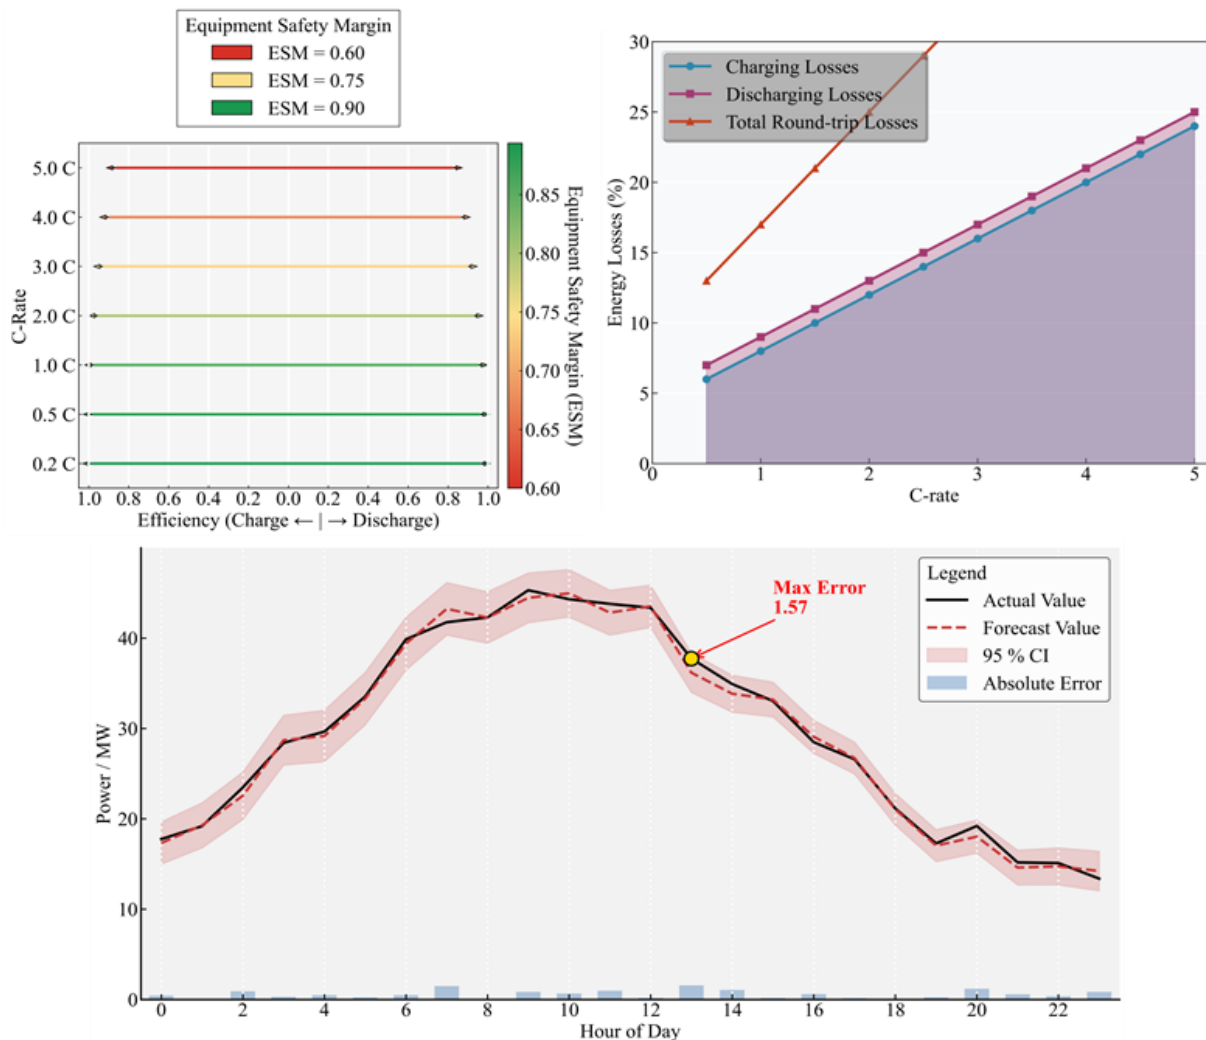 Equipment Safety Margin
ESM = 0.60
ESM = 0.75
ESM = 0.90
5.0 C
4.0 C
3.0 C
2.0 C
1.0 C
0.5 C
0.2 C
C-Rate
1.0 0.8 0.6 0.4 0.2 0.0 0.2 0.4 0.6 0.8 1.0
Efficiency (Charge ← | → Discharge)
0.85
0.80
0.75
0.70
0.65
0.60
Equipment Safety Margin (ESM)
30
25
20
15
10
5
0
Energy Losses (%)
Charging Losses
Discharging Losses
Total Round-trip Losses
0 1 2 3 4 5
C-rate
Max Error
1.57
Legend
Actual Value
Forecast Value
95 % CI
Absolute Error
40
30
20
10
0
Power / MW
0 2 4 6 8 10 12 14 16 18 20 22
Hour of Day